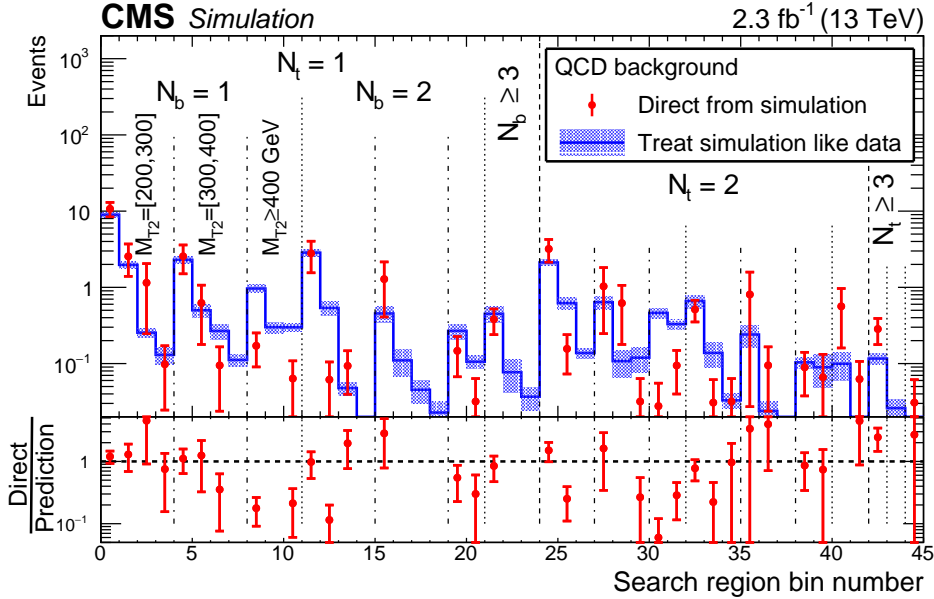 CMS Simulation 2.3 fb⁻¹ (13 TeV)
Events
10³
10²
10
1
10⁻¹
N_t = 1
N_b = 1
N_b = 2
N_b ≥ 3
M_T2=[200,300]
M_T2=[300,400]
M_T2≥400 GeV
QCD background
Direct from simulation
Treat simulation like data
N_t = 2
N_t ≥ 3
Direct
Prediction
1
10⁻¹
0 5 10 15 20 25 30 35 40 45
Search region bin number